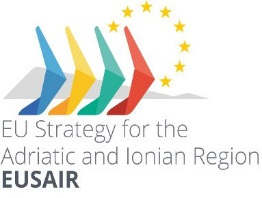 EU Strategy for the
Adriatic and Ionian Region
EUSAIR